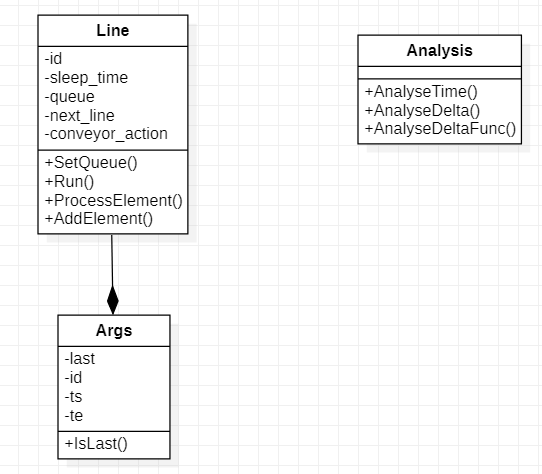 Line
-id
-sleep_time
-queue
-next_line
-conveyor_action
+SetQueue()
+Run()
+ProcessElement()
+AddElement()
Analysis
+AnalyseTime()
+AnalyseDelta()
+AnalyseDeltaFunc()
Args
-last
-id
-ts
-te
+IsLast()